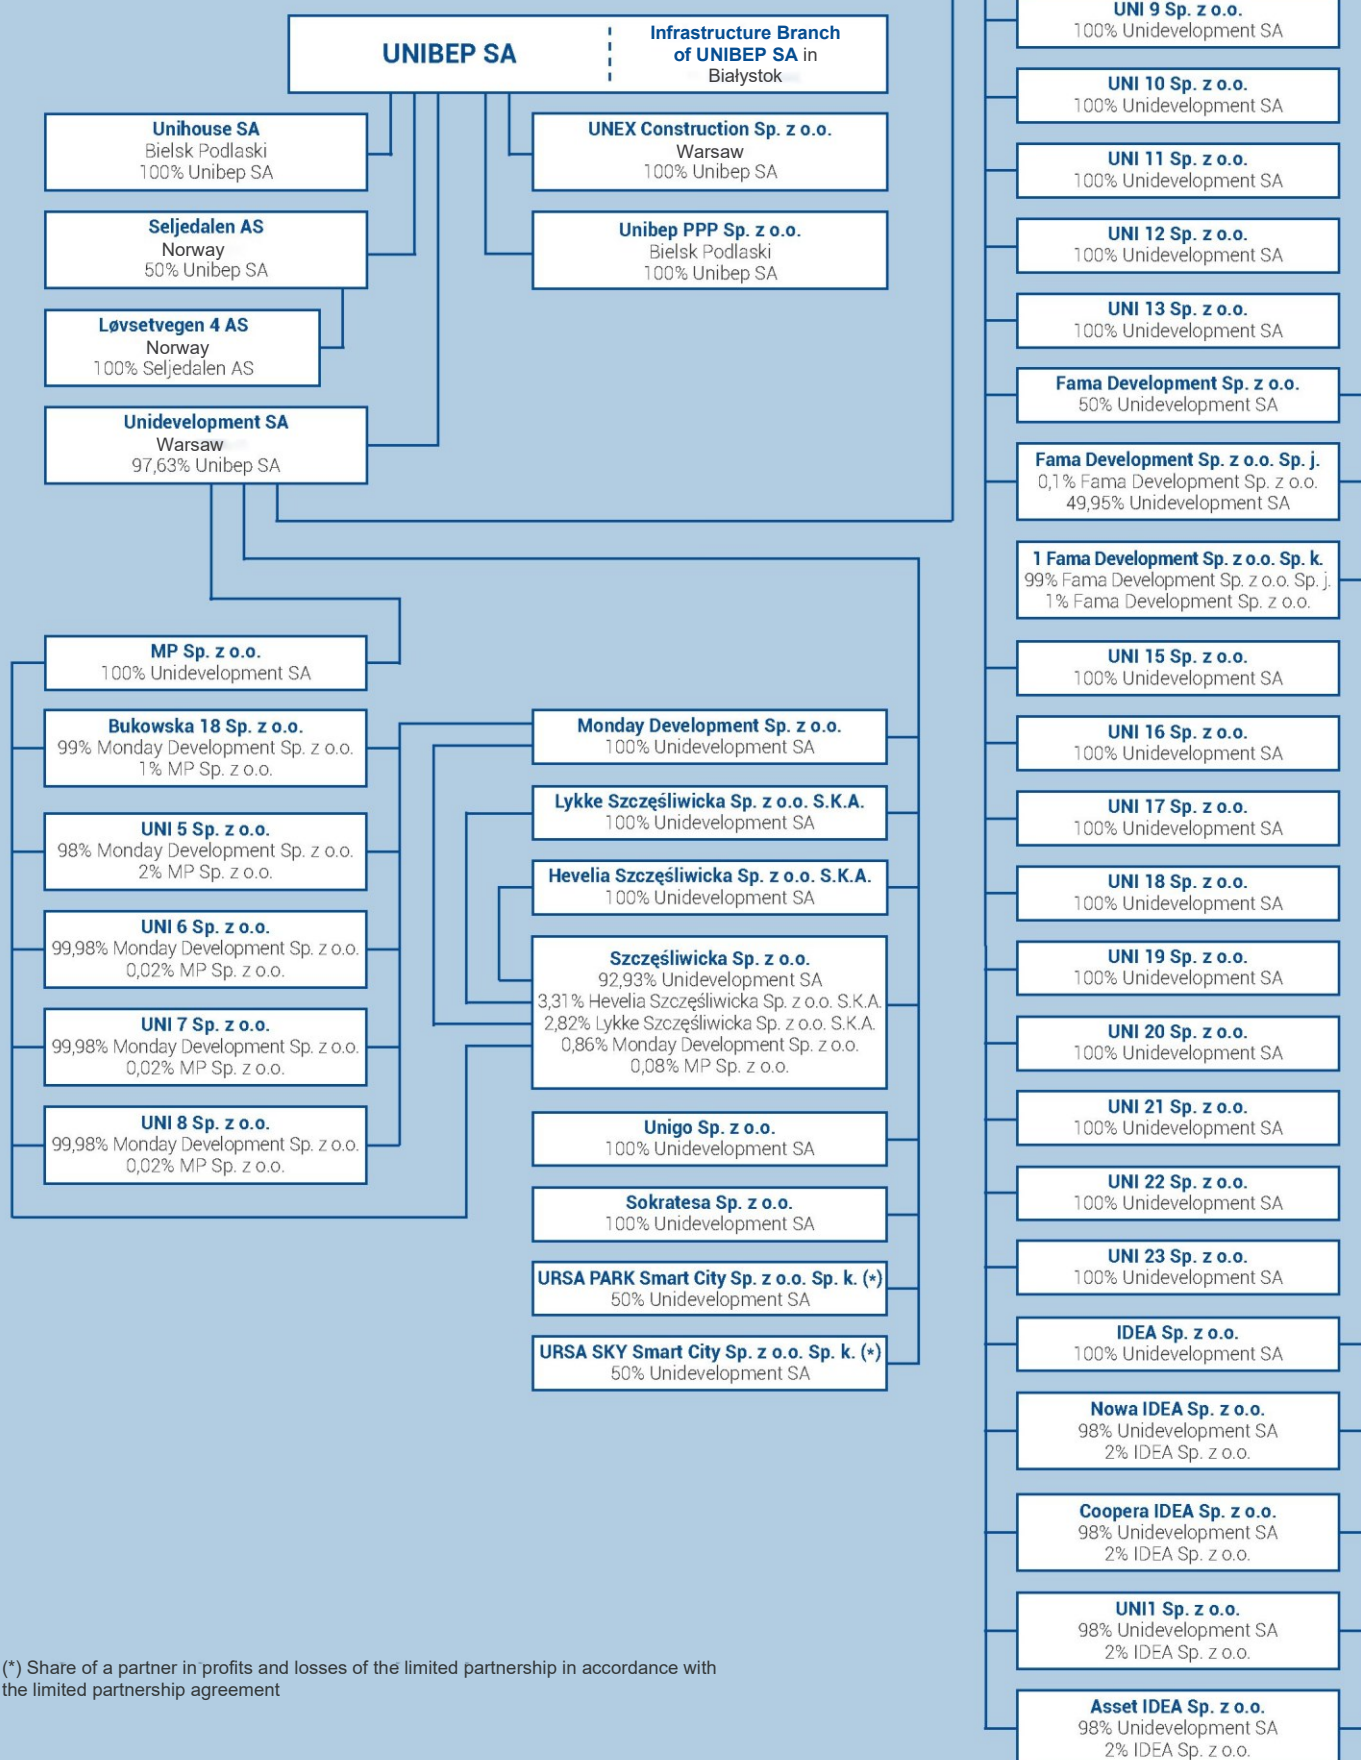 UNIBEP SA
Infrastructure Branch
of UNIBEP SA in
Białystok
Unihouse SA
Bielsk Podlaski
100% Unibep SA
Seljedalen AS
Norway
50% Unibep SA
Løvsetvegen 4 AS
Norway
100% Seljedalen AS
Unidevelopment SA
Warsaw
97,63% Unibep SA
UNEX Construction Sp. z o.o.
Warsaw
100% Unibep SA
Unibep PPP Sp. z o.o.
Bielsk Podlaski
100% Unibep SA
MP Sp. z o.o.
100% Unidevelopment SA
Bukowska 18 Sp. z o.o.
99% Monday Development Sp. z o.o.
1% MP Sp. z o.o.
UNI 5 Sp. z o.o.
98% Monday Development Sp. z o.o.
2% MP Sp. z o.o.
UNI 6 Sp. z o.o.
99,98% Monday Development Sp. z o.o.
0,02% MP Sp. z o.o.
UNI 7 Sp. z o.o.
99,98% Monday Development Sp. z o.o.
0,02% MP Sp. z o.o.
UNI 8 Sp. z o.o.
99,98% Monday Development Sp. z o.o.
0,02% MP Sp. z o.o.
Monday Development Sp. z o.o.
100% Unidevelopment SA
Lykke Szczęśliwicka Sp. z o.o. S.K.A.
100% Unidevelopment SA
Hevelia Szczęśliwicka Sp. z o.o. S.K.A.
100% Unidevelopment SA
Szczęśliwicka Sp. z o.o.
92,93% Unidevelopment SA
3,31% Hevelia Szczęśliwicka Sp. z o.o. S.K.A.
2,82% Lykke Szczęśliwicka Sp. z o.o. S.K.A.
0,86% Monday Development Sp. z o.o.
0,08% MP Sp. z o.o.
Unigo Sp. z o.o.
100% Unidevelopment SA
Sokratesa Sp. z o.o.
100% Unidevelopment SA
URSA PARK Smart City Sp. z o.o. Sp. k. (*)
50% Unidevelopment SA
URSA SKY Smart City Sp. z o.o. Sp. k. (*)
50% Unidevelopment SA
UNI 9 Sp. z o.o.
100% Unidevelopment SA
UNI 10 Sp. z o.o.
100% Unidevelopment SA
UNI 11 Sp. z o.o.
100% Unidevelopment SA
UNI 12 Sp. z o.o.
100% Unidevelopment SA
UNI 13 Sp. z o.o.
100% Unidevelopment SA
Fama Development Sp. z o.o.
50% Unidevelopment SA
Fama Development Sp. z o.o. Sp. j.
0,1% Fama Development Sp. z o.o.
49,95% Unidevelopment SA
1 Fama Development Sp. z o.o. Sp. k.
99% Fama Development Sp. z o.o. Sp. j.
1% Fama Development Sp. z o.o.
UNI 15 Sp. z o.o.
100% Unidevelopment SA
UNI 16 Sp. z o.o.
100% Unidevelopment SA
UNI 17 Sp. z o.o.
100% Unidevelopment SA
UNI 18 Sp. z o.o.
100% Unidevelopment SA
UNI 19 Sp. z o.o.
100% Unidevelopment SA
UNI 20 Sp. z o.o.
100% Unidevelopment SA
UNI 21 Sp. z o.o.
100% Unidevelopment SA
UNI 22 Sp. z o.o.
100% Unidevelopment SA
UNI 23 Sp. z o.o.
100% Unidevelopment SA
IDEA Sp. z o.o.
100% Unidevelopment SA
Nowa IDEA Sp. z o.o.
98% Unidevelopment SA
2% IDEA Sp. z o.o.
Coopera IDEA Sp. z o.o.
98% Unidevelopment SA
2% IDEA Sp. z o.o.
UNI1 Sp. z o.o.
98% Unidevelopment SA
2% IDEA Sp. z o.o.
Asset IDEA Sp. z o.o.
98% Unidevelopment SA
2% IDEA Sp. z o.o.
(*) Share of a partner in profits and losses of the limited partnership in accordance with
the limited partnership agreement